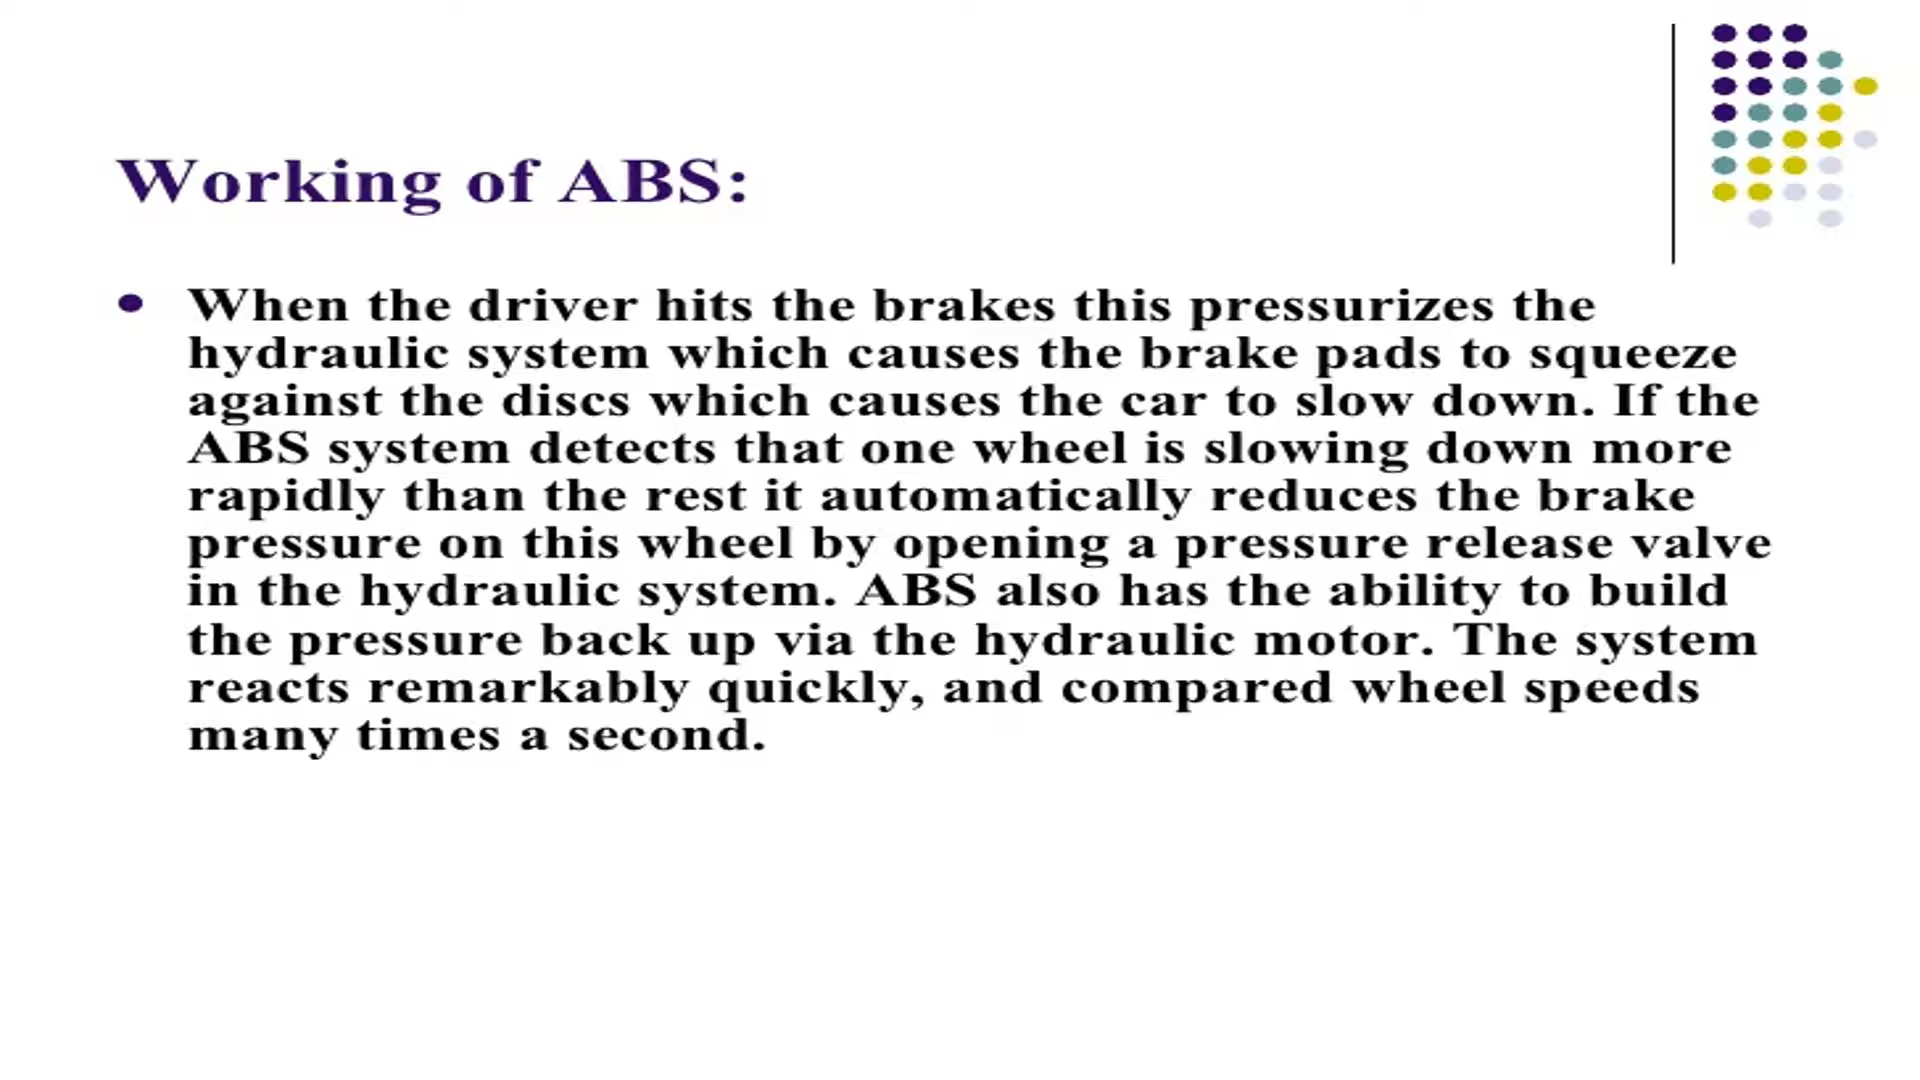 Working of ABS:
• When the driver hits the brakes this pressurizes the
hydraulic system which causes the brake pads to squeeze
against the discs which causes the car to slow down. If the
ABS system detects that one wheel is slowing down more
rapidly than the rest it automatically reduces the brake
pressure on this wheel by opening a pressure release valve
in the hydraulic system. ABS also has the ability to build
the pressure back up via the hydraulic motor. The system
reacts remarkably quickly, and compared wheel speeds
many times a second.